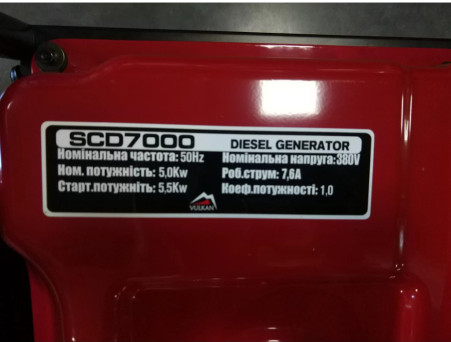 SCD7000 DIESEL GENERATOR
Номінальна частота: 50Hz Номінальна напруга: 380V
Ном. потужність: 5,0Kw Роб.струм: 7,6A
Старт.потужніть: 5,5Kw Коеф.потужності: 1,0
VULKAN